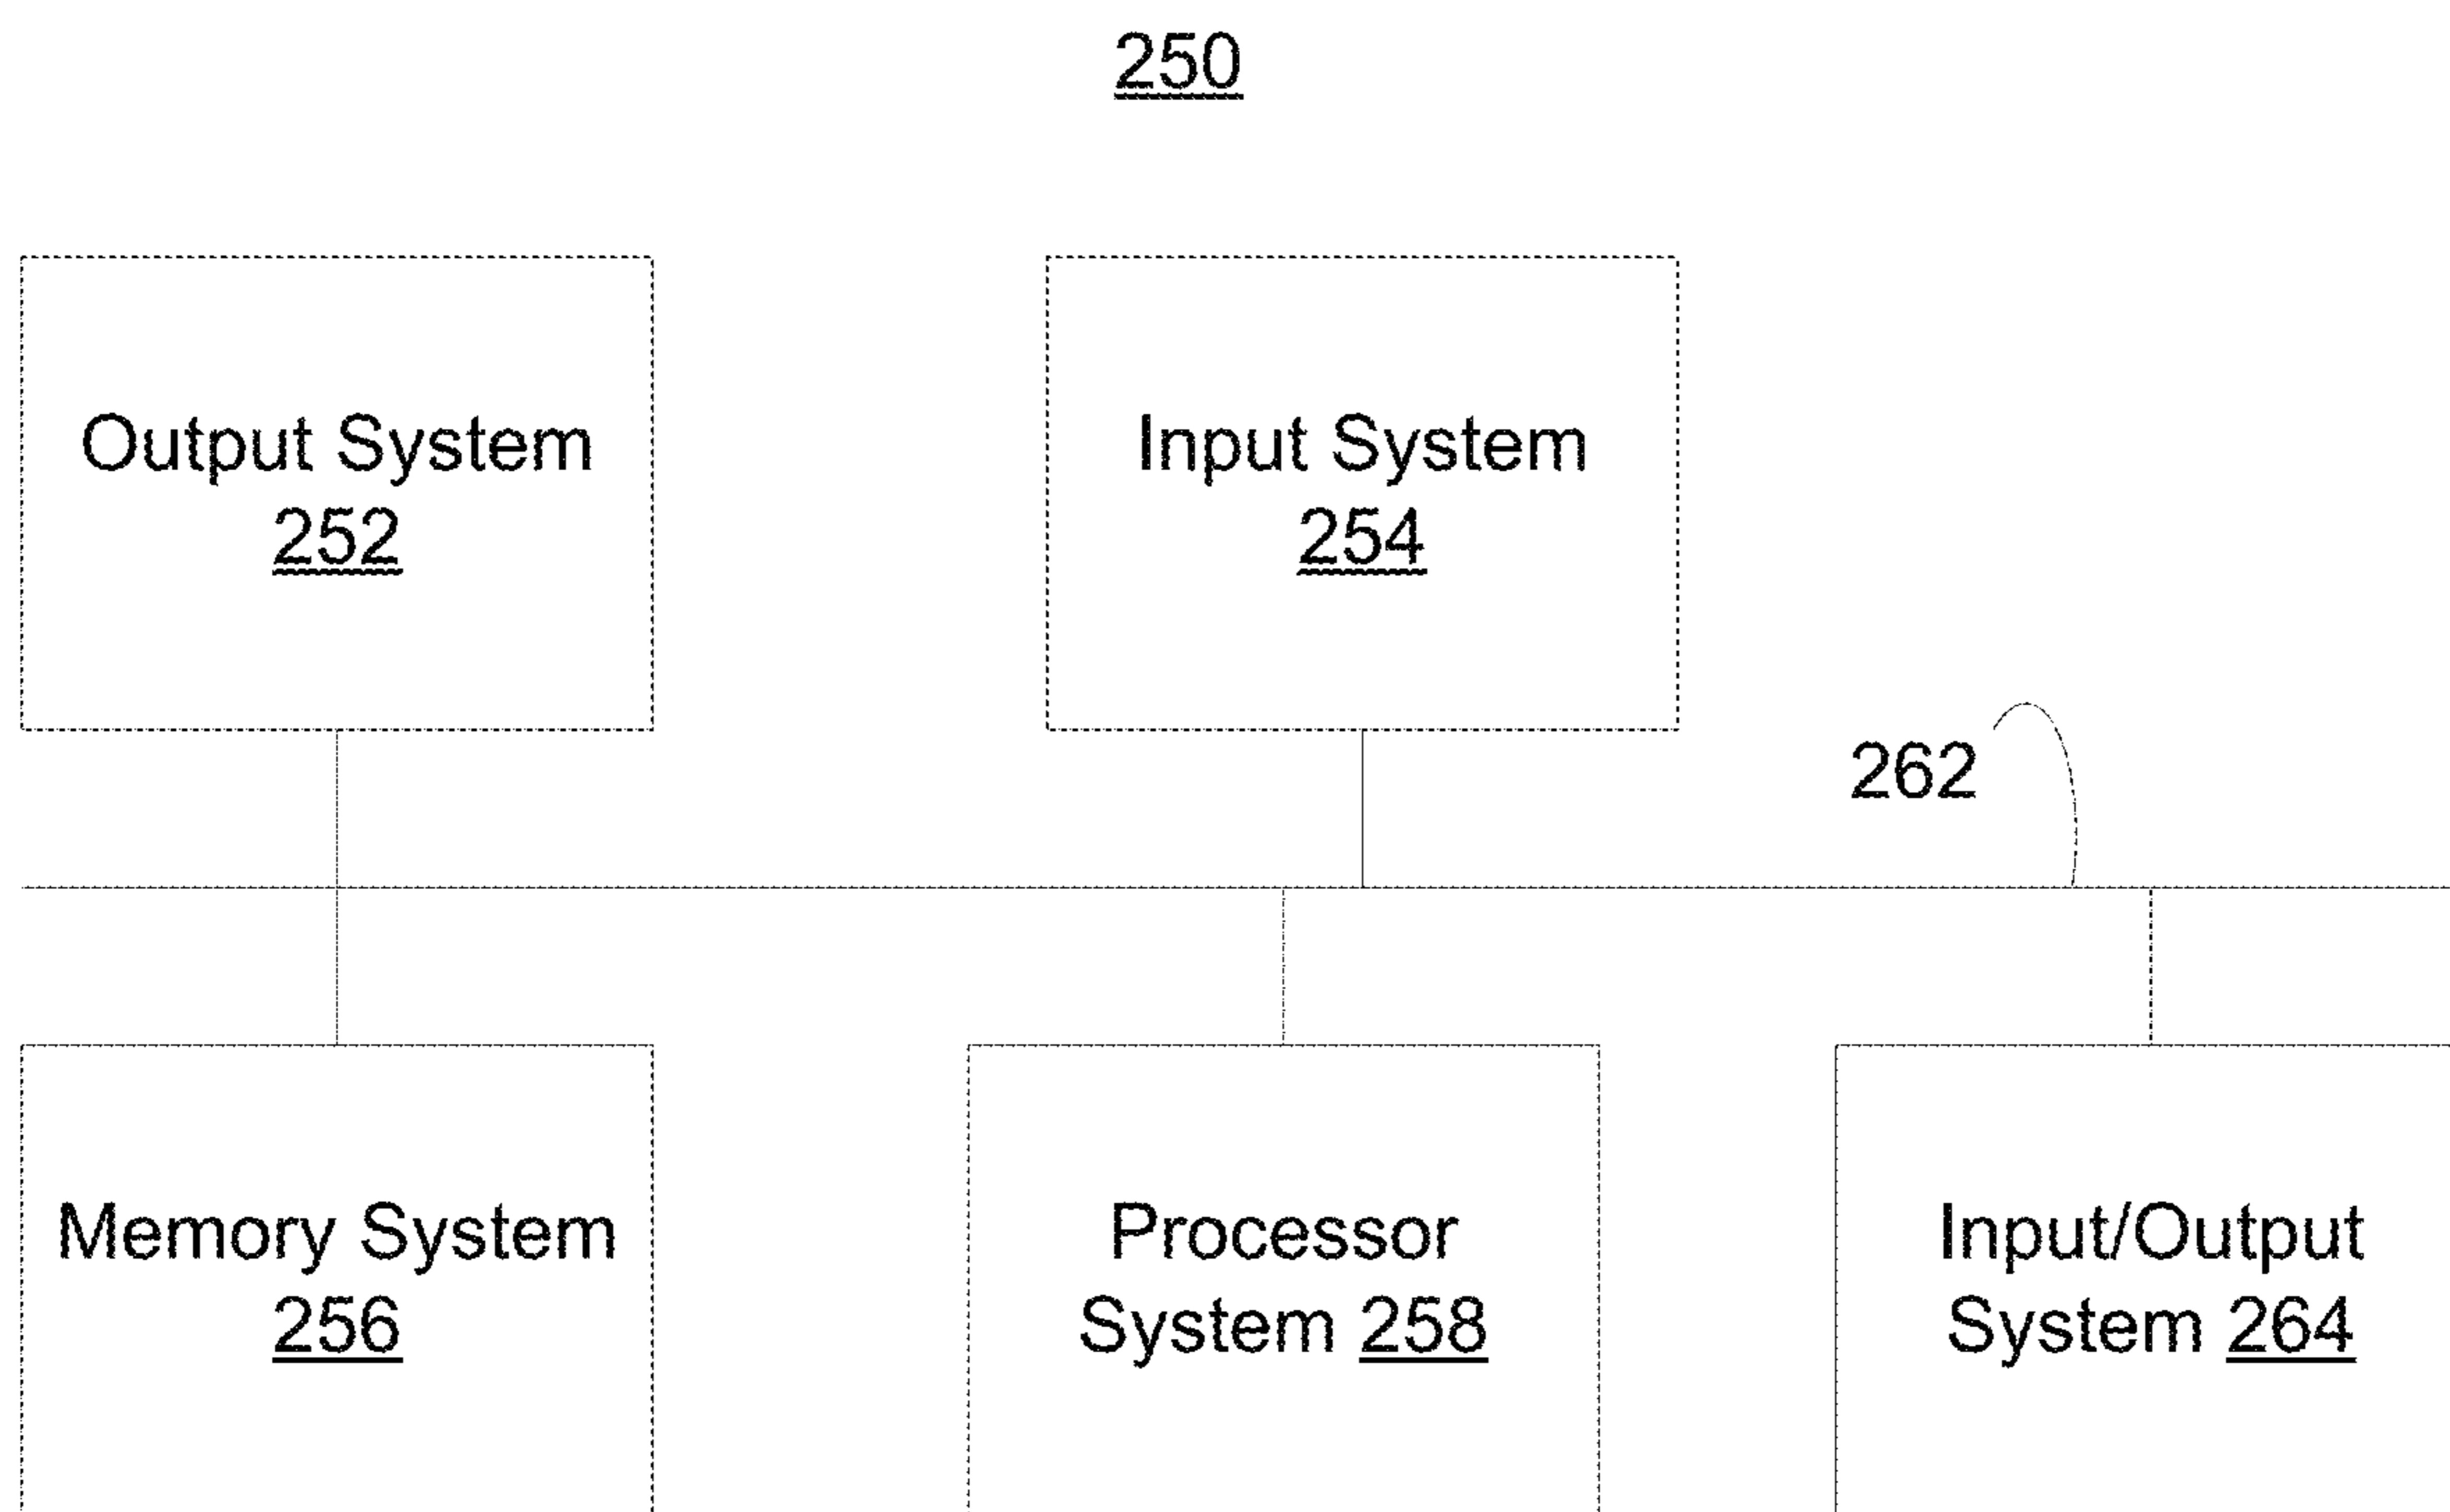 250
Output System
252
Input System
254
262
Memory System
256
Processor
System 258
Input/Output
System 264